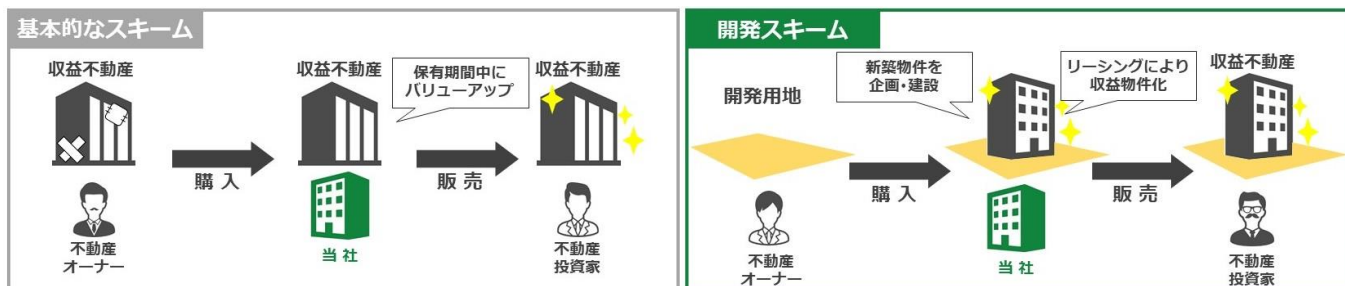 基本的なスキーム
収益不動産
収益不動産
保有期間中に
バリューアップ
収益不動産
購入
販売
不動産
オーナー
当社
不動産
投資家
開発スキーム
開発用地
新築物件を
企画・建設
リーシングにより
収益物件化
収益不動産
購入
販売
不動産
オーナー
当社
不動産
投資家